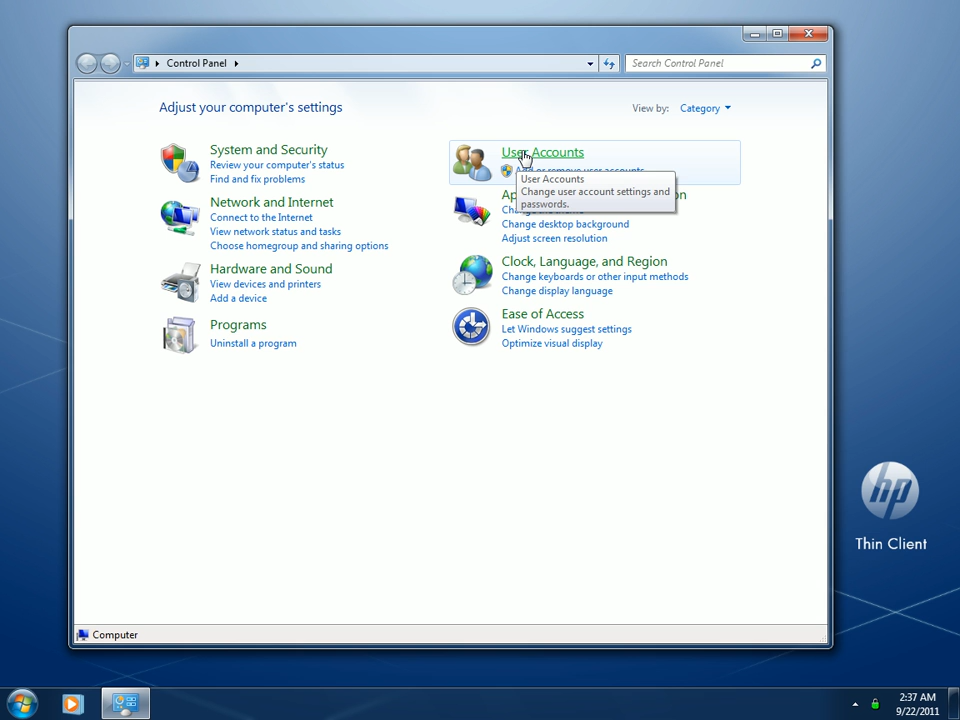 Control Panel
Search Control Panel
Adjust your computer's settings
View by: Category
System and Security
Review your computer's status
Find and fix problems
Network and Internet
Connect to the Internet
View network status and tasks
Choose homegroup and sharing options
Hardware and Sound
View devices and printers
Add a device
Programs
Uninstall a program
User Accounts
Add or remove user accounts
User Accounts
Change user account settings and
passwords.
Change desktop background
Adjust screen resolution
Clock, Language, and Region
Change keyboards or other input methods
Change display language
Ease of Access
Let Windows suggest settings
Optimize visual display
hp
Thin Client
Computer
2:37 AM
9/22/2011